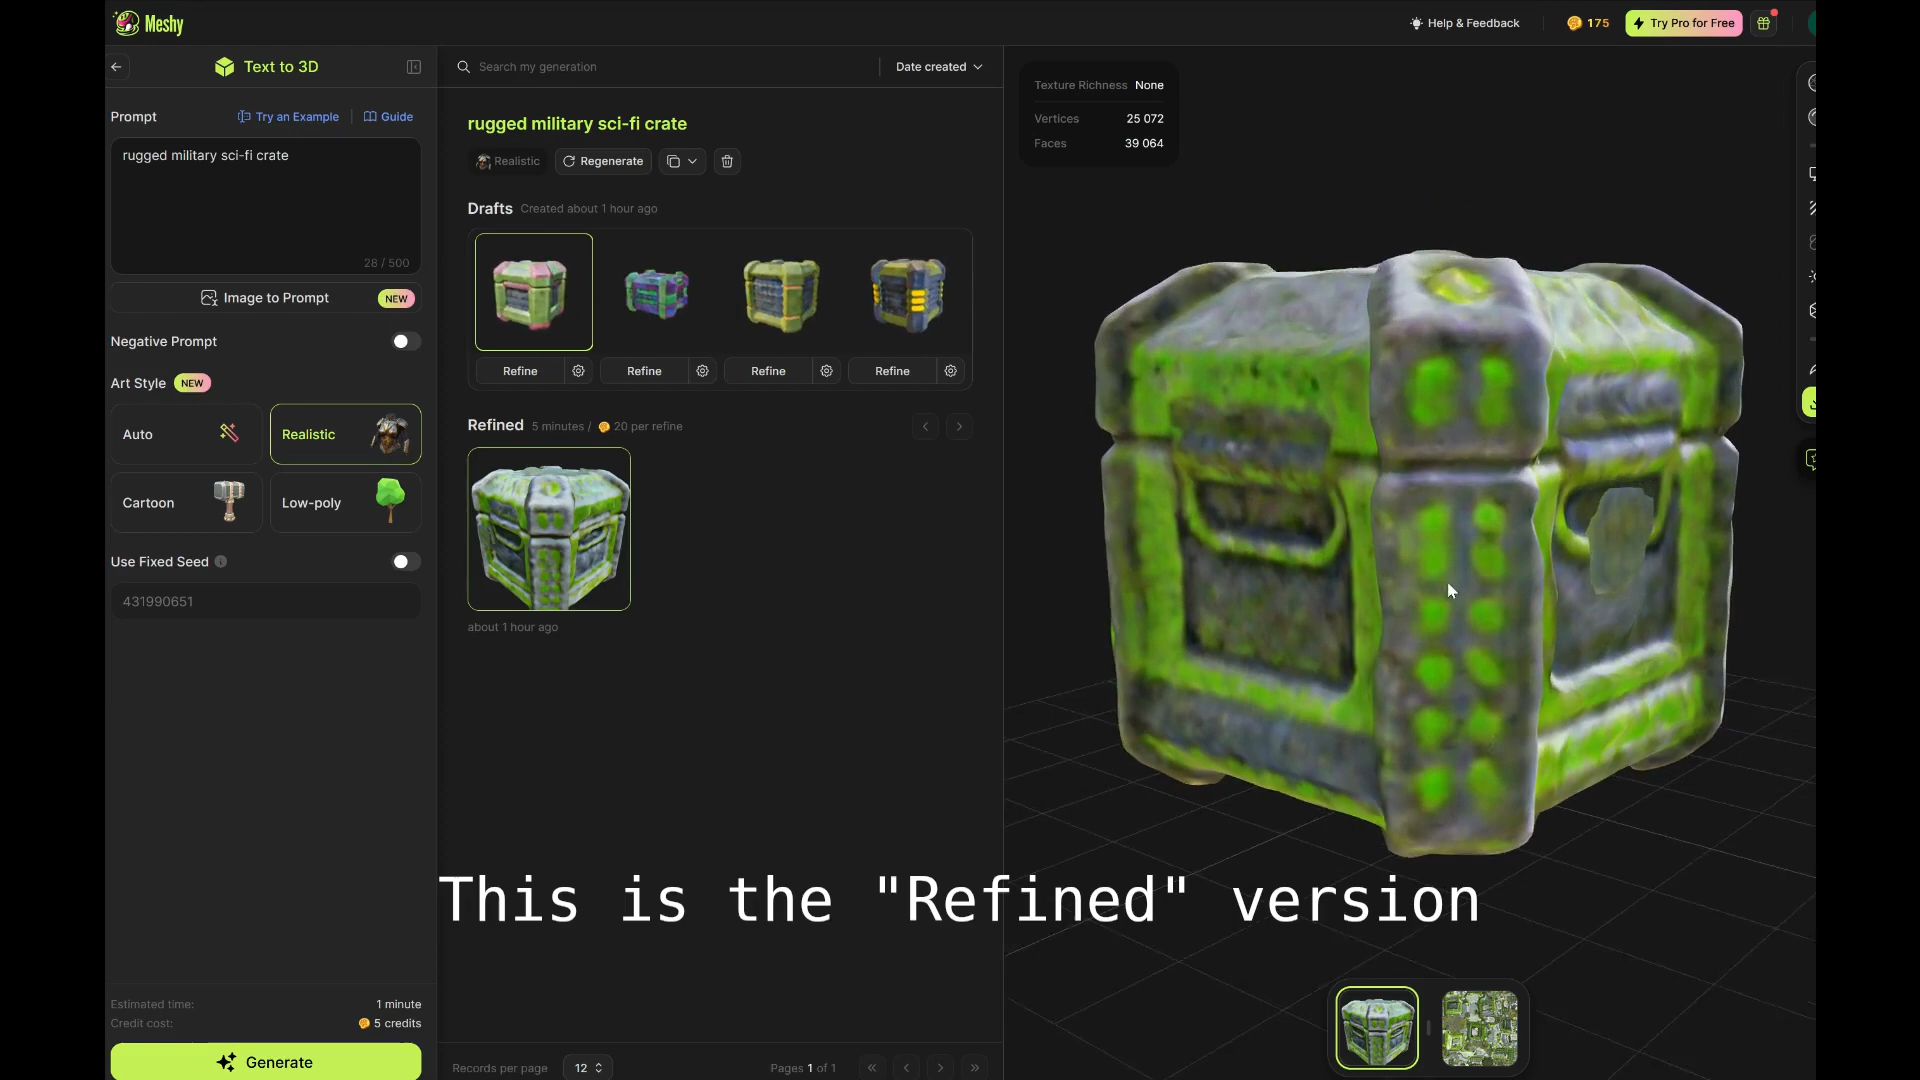 Meshy
Help & Feedback
175
Try Pro for Free
Text to 3D
Search my generation
Date created
Prompt
Try an Example
Guide
rugged military sci-fi crate
28 / 500
Image to Prompt
NEW
Negative Prompt
Art Style
NEW
Auto
Realistic
Cartoon
Low-poly
Use Fixed Seed
431990651
Estimated time:
1 minute
Credit cost:
5 credits
Generate
rugged military sci-fi crate
Realistic
Regenerate
Drafts
Created about 1 hour ago
Refine
Refine
Refine
Refine
Refined
5 minutes /
20 per refine
about 1 hour ago
Records per page
12
Pages 1 of 1
Texture Richness None
Vertices 25 072
Faces 39 064
This is the "Refined" version